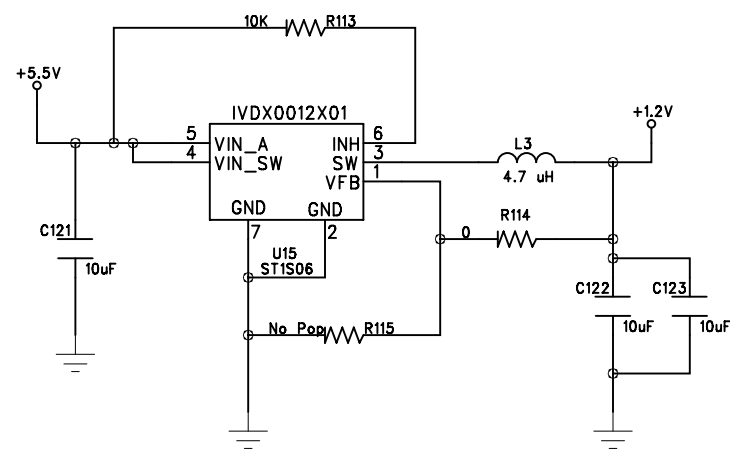 10K R113
+5.5V
IVDX0012X01
+1.2V
5 VIN_A INH 6
4 VIN_SW SW 3
VFB 1
L3
4.7 uH
GND GND
7 2
R114
0
C121
10uF
U15
ST1S06
C122 C123
10uF 10uF
No Pop R115